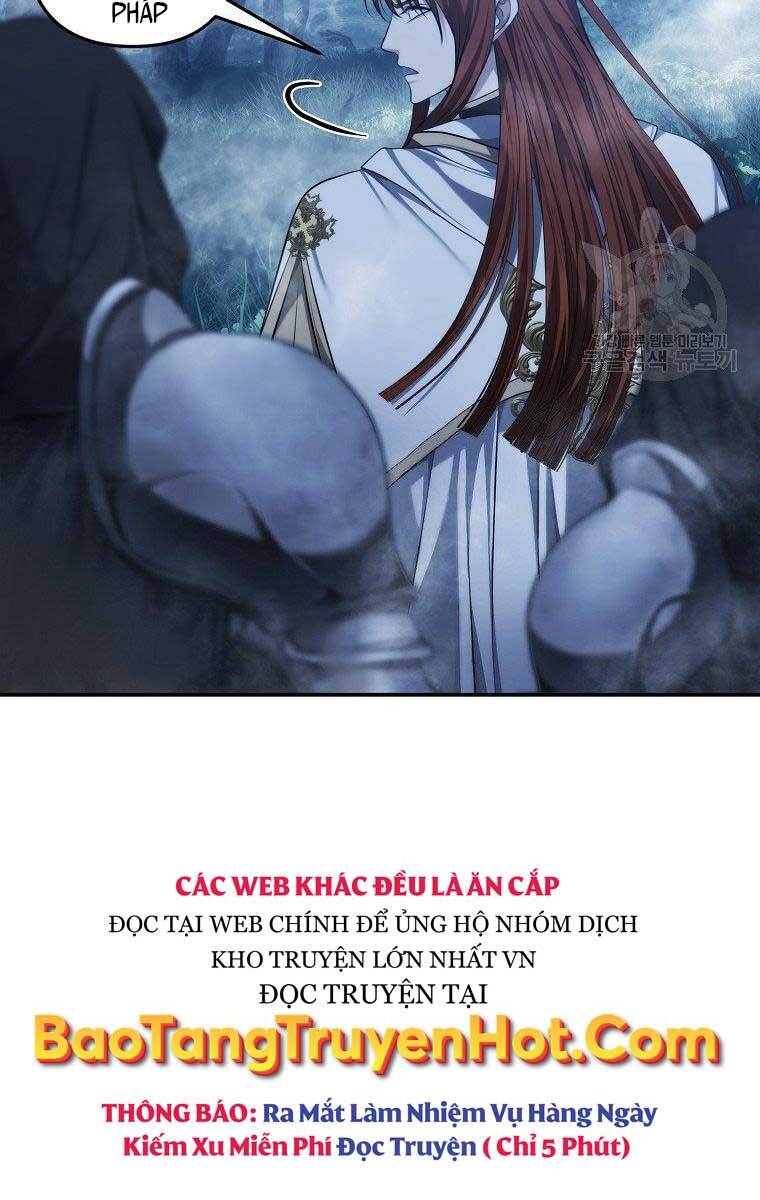 PHÁP
간단 빠른 웹툰 미리보기
구글검색 뉴토끼
CÁC WEB KHÁC ĐỀU LÀ ĂN CẮP
ĐỌC TẠI WEB CHÍNH ĐỂ ỦNG HỘ NHÓM DỊCH
KHO TRUYỆN LỚN NHẤT VN
ĐỌC TRUYỆN TẠI
BaoTangTruyenHot.Com
THÔNG BÁO: Ra Mắt Làm Nhiệm Vụ Hàng Ngày
Kiếm Xu Miễn Phí Đọc Truyện ( Chỉ 5 Phút)